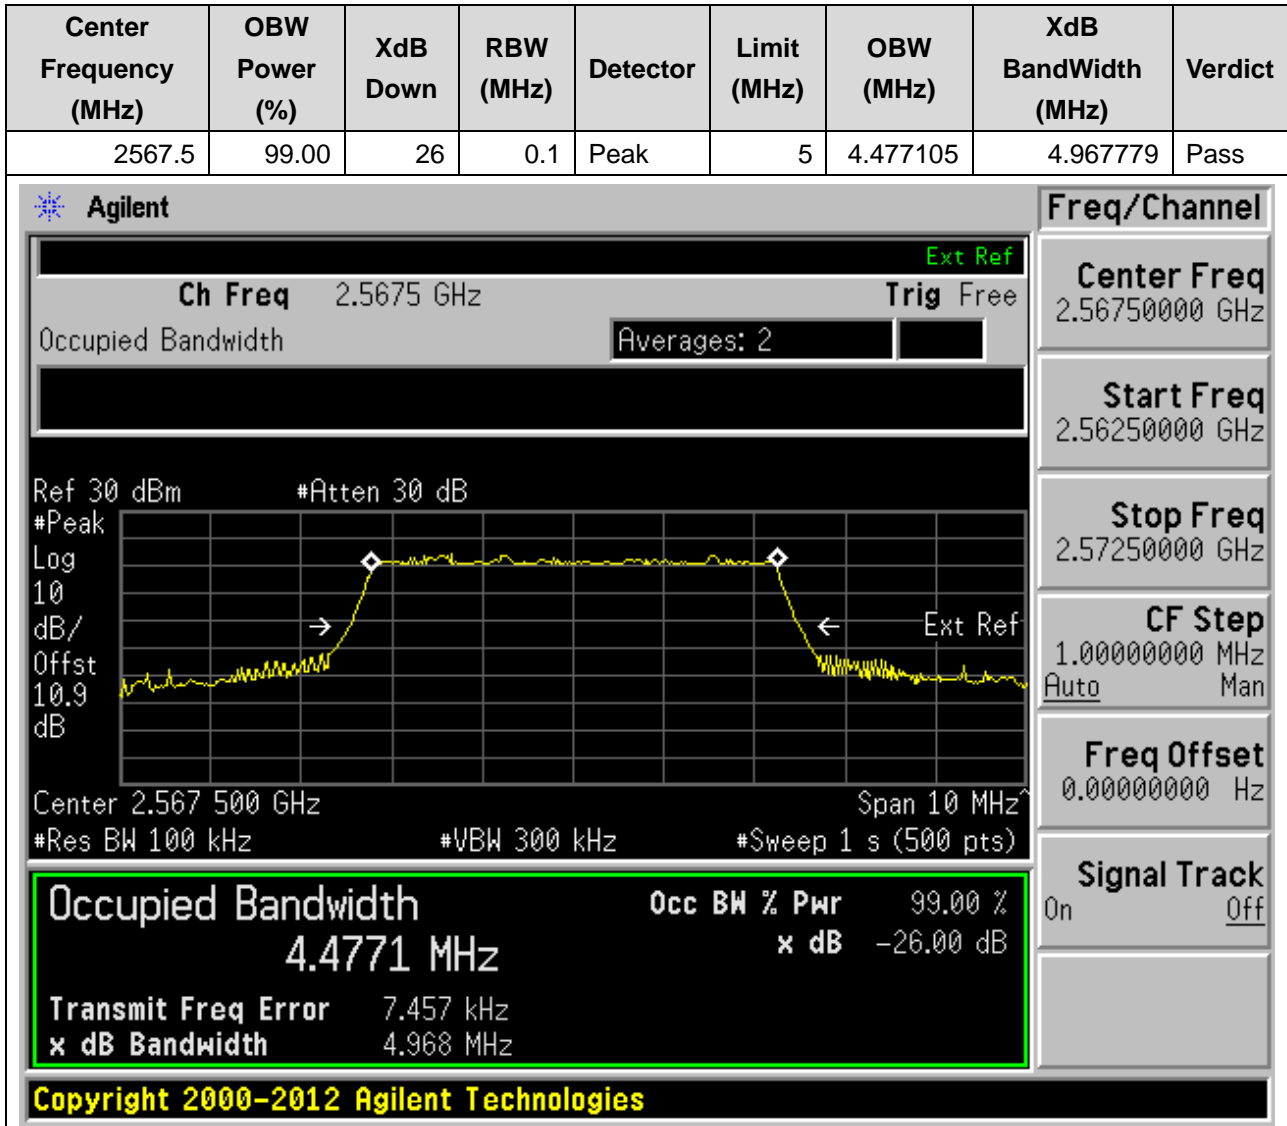 Center Frequency (MHz) OBW Power (%) XdB Down RBW (MHz) Detector Limit (MHz) OBW (MHz) XdB BandWidth (MHz) Verdict
2567.5 99.00 26 0.1 Peak 5 4.477105 4.967779 Pass
Agilent
Freq/Channel
Ext Ref
Ch Freq 2.5675 GHz Trig Free
Occupied Bandwidth Averages: 2
Center Freq
2.56750000 GHz
Start Freq
2.56250000 GHz
Stop Freq
2.57250000 GHz
CF Step
1.00000000 MHz
Auto Man
Freq Offset
0.00000000 Hz
Signal Track
On Off
Ref 30 dBm #Atten 30 dB
#Peak
Log
10
dB/
Offst
10.9
dB
Ext Ref
Center 2.567 500 GHz Span 10 MHz^
#Res BW 100 kHz #VBW 300 kHz #Sweep 1 s (500 pts)
Occupied Bandwidth
4.4771 MHz
Occ BW % Pwr 99.00 %
x dB -26.00 dB
Transmit Freq Error 7.457 kHz
x dB Bandwidth 4.968 MHz
Copyright 2000-2012 Agilent Technologies